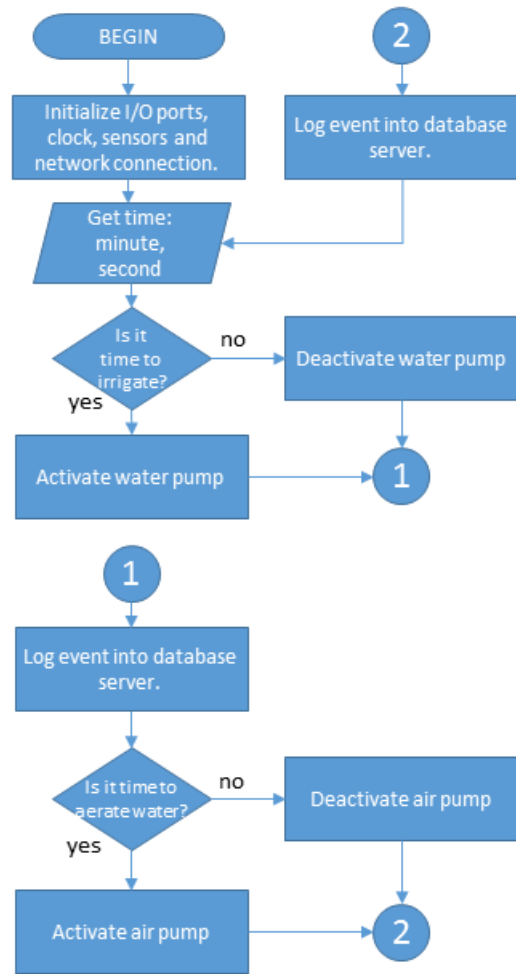 BEGIN
Initialize I/O ports,
clock, sensors and
network connection.
Get time:
minute,
second
2
Log event into database
server.
Is it
time to
irrigate?
no
yes
Deactivate water pump
Activate water pump
1
1
Log event into database
server.
Is it time to
aerate water?
no
yes
Deactivate air pump
Activate air pump
2